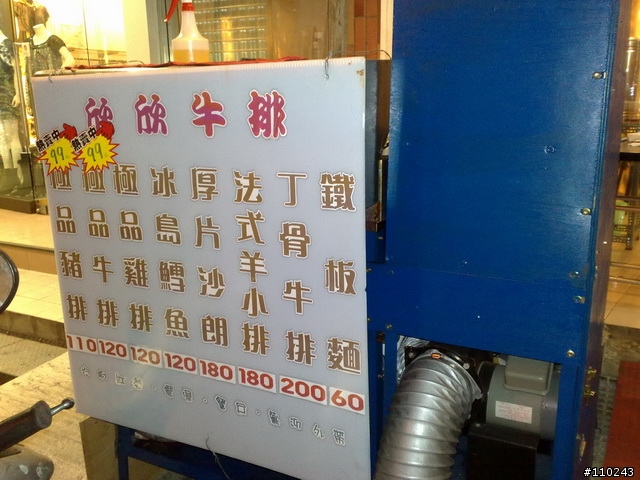 欣欣牛排
熱賣中
99
熱賣中
99
極品豬排 110
極品牛排 120
極品雞排 120
冰島鱈魚 120
厚片沙朗 180
法式羊小排 180
丁骨牛排 200
鐵板麵 60
#110243